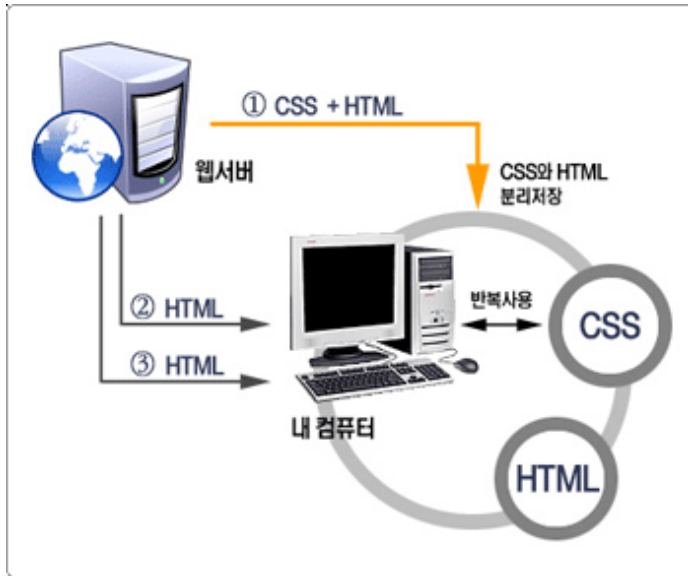 ① CSS + HTML
웹서버
CSS와 HTML
분리저장
② HTML
반복사용
CSS
③ HTML
내 컴퓨터
HTML